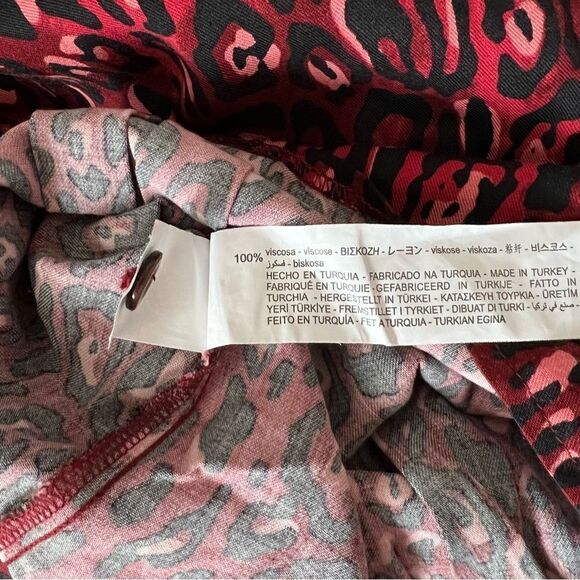 100% viscosa - viscose - ΒΙΣΚΟΖΗ - レーヨン - viskose - viskoza - 粘纤 - 비스코스 -
فسكوز - biskosa
HECHO EN TURQUIA - FABRICADO NA TURQUIA - MADE IN TURKEY -
FABRIQUÉ EN TURQUIE - GEFABRICEERD IN TURKIJE - FATTO IN
TURCHIA - HERGESTELLT IN TÜRKEI - ΚΑΤΑΣΚΕΥΗ ΤΟΥΡΚΙΑ - ÜRETİM
YERİ TÜRKİYE - FREMSTILLET I TYRKIET - DIBUAT DI TURKI - صنع في تركيا -
FEITO EN TURQUÍA - FET A TURQUIA - TURKIAN EGINA